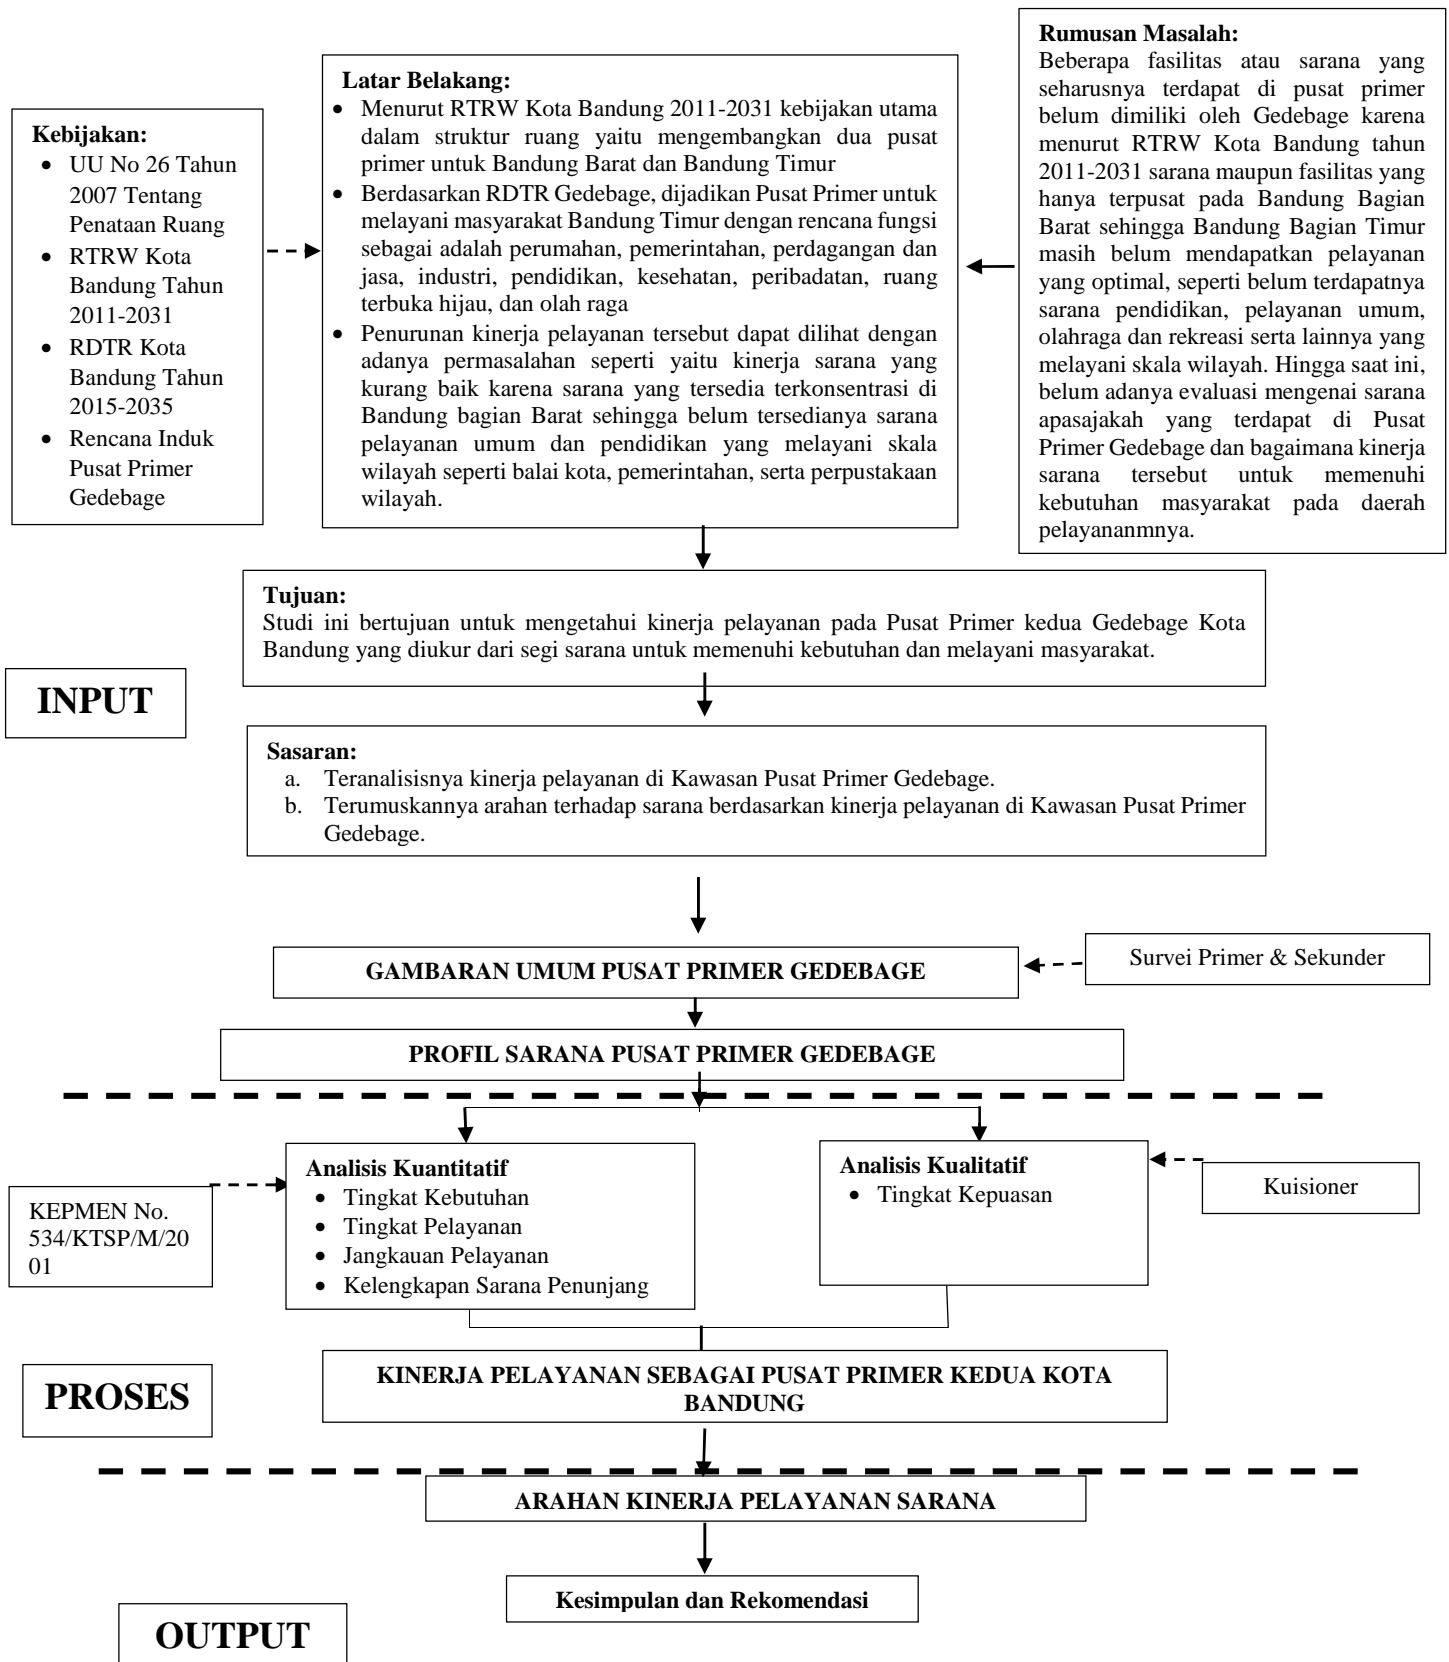 Kebijakan:
• UU No 26 Tahun
2007 Tentang
Penataan Ruang
• RTRW Kota
Bandung Tahun
2011-2031
• RDTR Kota
Bandung Tahun
2015-2035
• Rencana Induk
Pusat Primer
Gedebage
Latar Belakang:
• Menurut RTRW Kota Bandung 2011-2031 kebijakan utama
dalam struktur ruang yaitu mengembangkan dua pusat
primer untuk Bandung Barat dan Bandung Timur
• Berdasarkan RDTR Gedebage, dijadikan Pusat Primer untuk
melayani masyarakat Bandung Timur dengan rencana fungsi
sebagai adalah perumahan, pemerintahan, perdagangan dan
jasa, industri, pendidikan, kesehatan, peribadatan, ruang
terbuka hijau, dan olah raga
• Penurunan kinerja pelayanan tersebut dapat dilihat dengan
adanya permasalahan seperti yaitu kinerja sarana yang
kurang baik karena sarana yang tersedia terkonsentrasi di
Bandung bagian Barat sehingga belum tersedianya sarana
pelayanan umum dan pendidikan yang melayani skala
wilayah seperti balai kota, pemerintahan, serta perpustakaan
wilayah.
Rumusan Masalah:
Beberapa fasilitas atau sarana yang
seharusnya terdapat di pusat primer
belum dimiliki oleh Gedebage karena
menurut RTRW Kota Bandung tahun
2011-2031 sarana maupun fasilitas yang
hanya terpusat pada Bandung Bagian
Barat sehingga Bandung Bagian Timur
masih belum mendapatkan pelayanan
yang optimal, seperti belum terdapatnya
sarana pendidikan, pelayanan umum,
olahraga dan rekreasi serta lainnya yang
melayani skala wilayah. Hingga saat ini,
belum adanya evaluasi mengenai sarana
apasajakah yang terdapat di Pusat
Primer Gedebage dan bagaimana kinerja
sarana tersebut untuk memenuhi
kebutuhan masyarakat pada daerah
pelayananmnya.
Tujuan:
Studi ini bertujuan untuk mengetahui kinerja pelayanan pada Pusat Primer kedua Gedebage Kota
Bandung yang diukur dari segi sarana untuk memenuhi kebutuhan dan melayani masyarakat.
INPUT
Sasaran:
a. Teranalisisnya kinerja pelayanan di Kawasan Pusat Primer Gedebage.
b. Terumuskannya arahan terhadap sarana berdasarkan kinerja pelayanan di Kawasan Pusat Primer
Gedebage.
GAMBARAN UMUM PUSAT PRIMER GEDEBAGE
Survei Primer & Sekunder
PROFIL SARANA PUSAT PRIMER GEDEBAGE
KEPMEN No.
534/KTSP/M/20
01
Analisis Kuantitatif
• Tingkat Kebutuhan
• Tingkat Pelayanan
• Jangkauan Pelayanan
• Kelengkapan Sarana Penunjang
Analisis Kualitatif
• Tingkat Kepuasan
Kuisioner
PROSES
KINERJA PELAYANAN SEBAGAI PUSAT PRIMER KEDUA KOTA
BANDUNG
ARAHAN KINERJA PELAYANAN SARANA
Kesimpulan dan Rekomendasi
OUTPUT